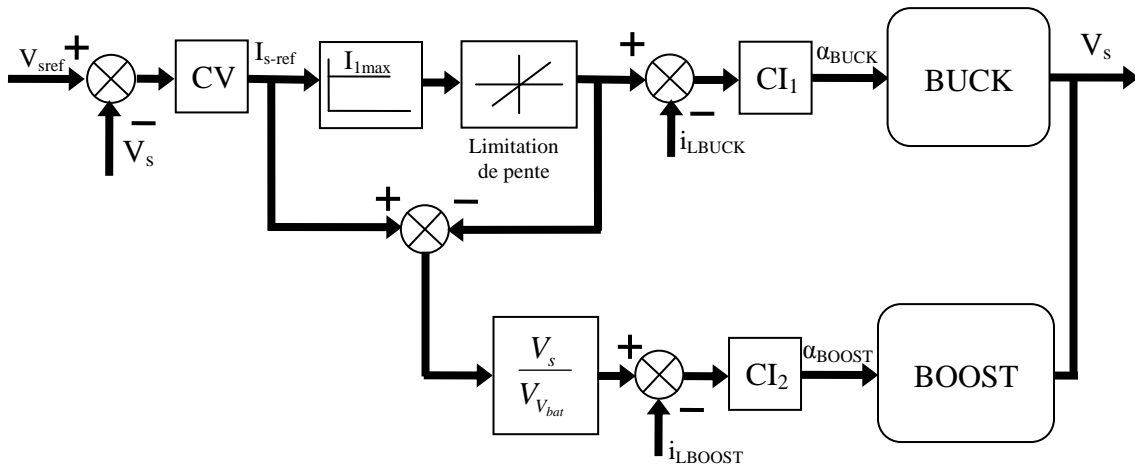 V_sref
+
−
V_s
CV
I_s-ref
I_1max
Limitation
de pente
+
−
i_LBUCK
CI_1
α_BUCK
BUCK
V_s
+
−
V_s
V_V_bat
+
−
i_LBOOST
CI_2
α_BOOST
BOOST